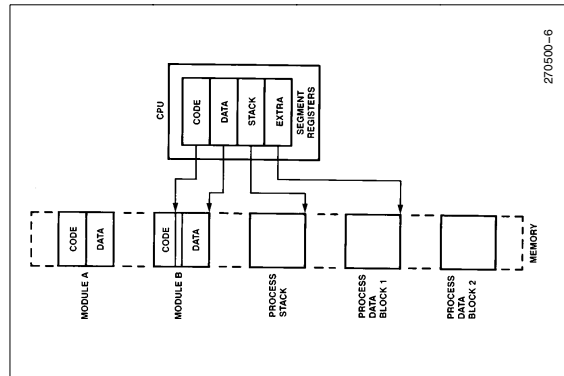 CPU
CODE
DATA
STACK
EXTRA
SEGMENT
REGISTERS
CODE
DATA
MODULE A
CODE
DATA
MODULE B
PROCESS
STACK
PROCESS
DATA
BLOCK 1
PROCESS
DATA
BLOCK 2
MEMORY
270500–6